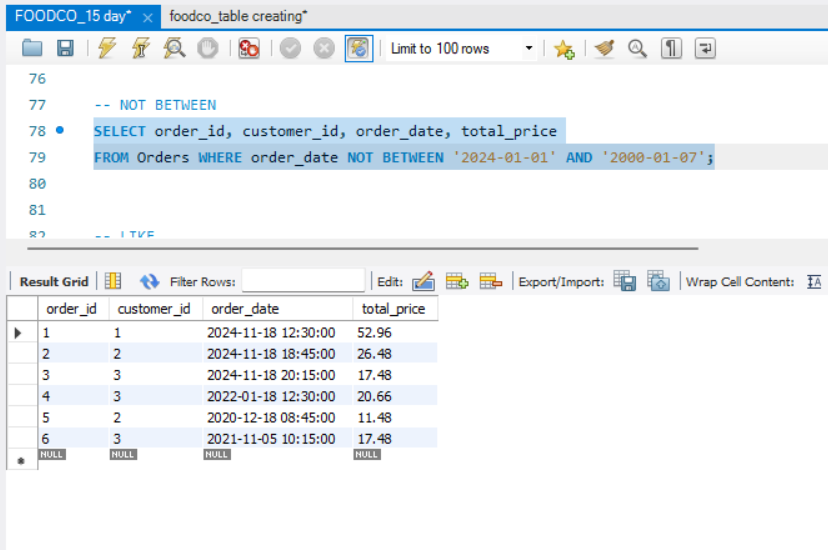 FOODCO_15 day* × foodco_table creating*
Limit to 100 rows
76
77 -- NOT BETWEEN
78 SELECT order_id, customer_id, order_date, total_price
79 FROM Orders WHERE order_date NOT BETWEEN '2024-01-01' AND '2000-01-07';
80
81
82 -- LIKE
Result Grid Filter Rows: Edit: Export/Import: Wrap Cell Content: IA
order_id customer_id order_date total_price
1 1 2024-11-18 12:30:00 52.96
2 2 2024-11-18 18:45:00 26.48
3 3 2024-11-18 20:15:00 17.48
4 3 2022-01-18 12:30:00 20.66
5 2 2020-12-18 08:45:00 11.48
6 3 2021-11-05 10:15:00 17.48
NULL NULL NULL NULL